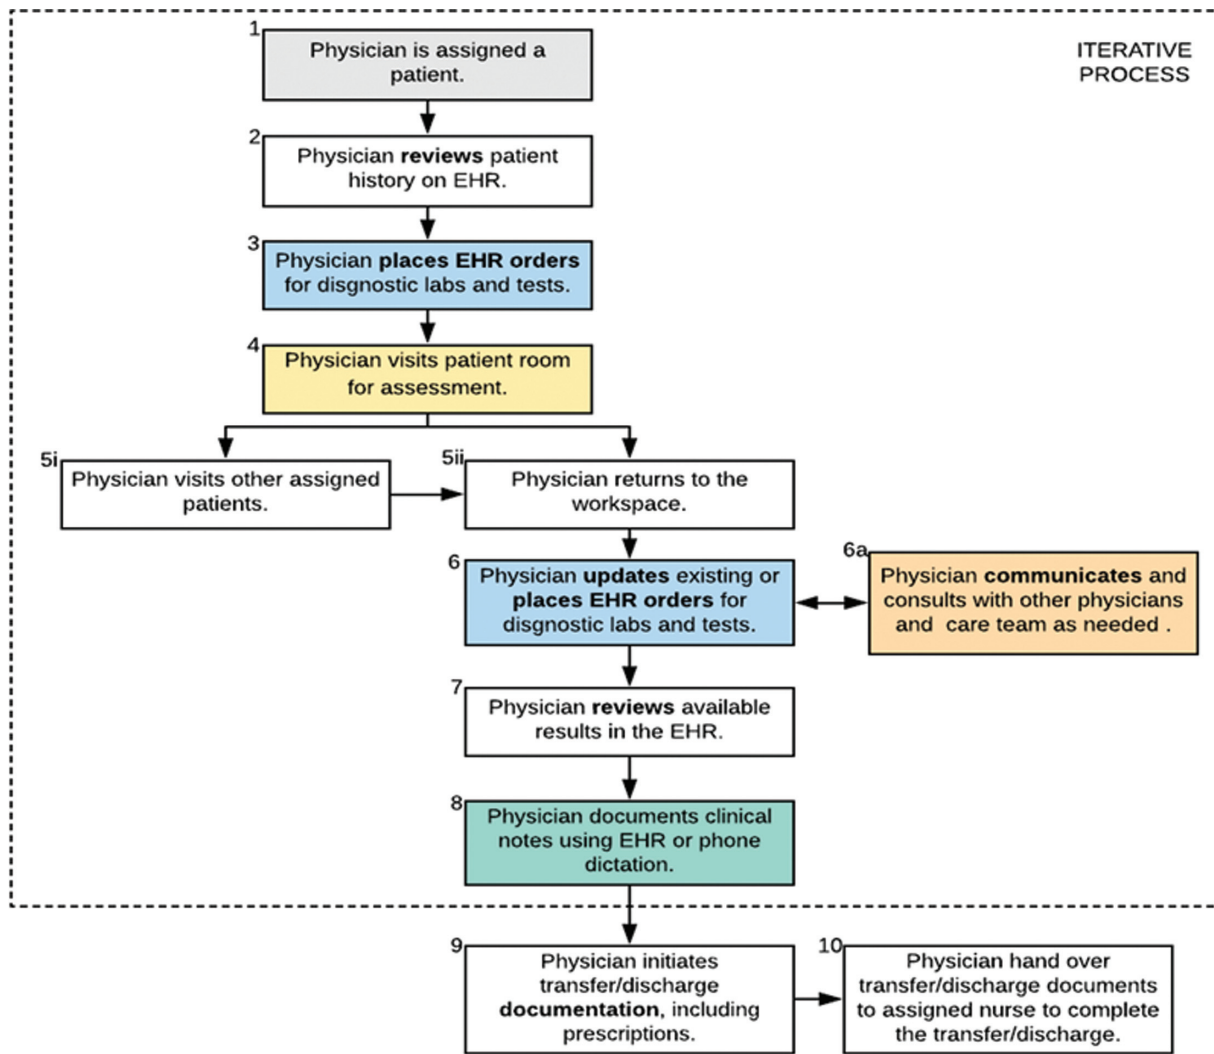 ITERATIVE
PROCESS
1
Physician is assigned a
patient.
2
Physician reviews patient
history on EHR.
3
Physician places EHR orders
for disgnostic labs and tests.
4
Physician visits patient room
for assessment.
5i
Physician visits other assigned
patients.
5ii
Physician returns to the
workspace.
6
Physician updates existing or
places EHR orders for
disgnostic labs and tests.
6a
Physician communicates and
consults with other physicians
and care team as needed .
7
Physician reviews available
results in the EHR.
8
Physician documents clinical
notes using EHR or phone
dictation.
9
Physician initiates
transfer/discharge
documentation, including
prescriptions.
10
Physician hand over
transfer/discharge documents
to assigned nurse to complete
the transfer/discharge.